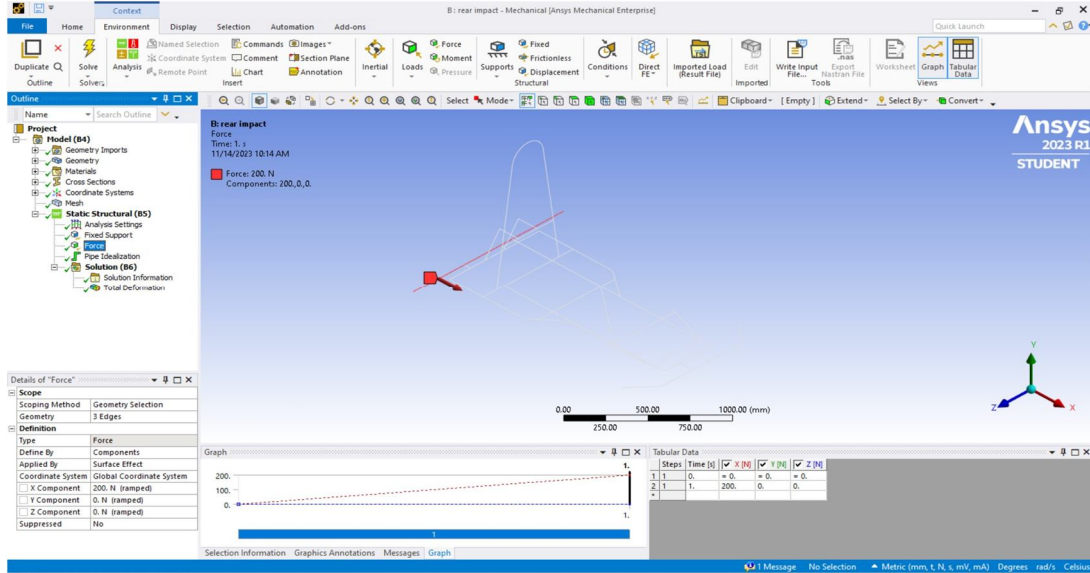 Context
B : rear impact - Mechanical [Ansys Mechanical Enterprise]
File Home Environment Display Selection Automation Add-ons
Quick Launch
Duplicate Q
Outline
Solve
Solvers
Analysis
Named Selection
Coordinate System
Remote Point
Commands
Comment
Chart
Images
Section Plane
Annotation
Insert
Inertial
Loads
Force
Moment
Pressure
Supports
Fixed
Frictionless
Displacement
Structural
Conditions
Direct FE
Imported Load (Result File)
Edit
Imported
Write Input File...
Export Nastran File
.nas
Tools
Worksheet
Graph
Tabular Data
Views
Outline
Name Search Outline
Select Mode Clipboard [ Empty ] Extend Select By Convert
Project
Model (B4)
Geometry Imports
Geometry
Materials
Cross Sections
Coordinate Systems
Mesh
Static Structural (B5)
Analysis Settings
Fixed Support
Force
Pipe Idealization
Solution (B6)
Solution Information
Total Deformation
B: rear impact
Force
Time: 1. s
11/14/2023 10:14 AM
Force: 200. N
Components: 200.,0.,0.
Ansys
2023 R1
STUDENT
Y
Z X
0.00 500.00 1000.00 (mm)
250.00 750.00
Details of "Force"
Scope
Scoping Method Geometry Selection
Geometry 3 Edges
Definition
Type Force
Define By Components
Applied By Surface Effect
Coordinate System Global Coordinate System
X Component 200. N (ramped)
Y Component 0. N (ramped)
Z Component 0. N (ramped)
Suppressed No
Graph
1.
200.
100.
0.
1.
1
Selection Information Graphics Annotations Messages Graph
Tabular Data
Steps Time [s] X [N] Y [N] Z [N]
1 1 0. = 0. = 0. = 0.
2 1 1. 200. 0. 0.
*
1 Message No Selection Metric (mm, t, N, s, mV, mA) Degrees rad/s Celsius